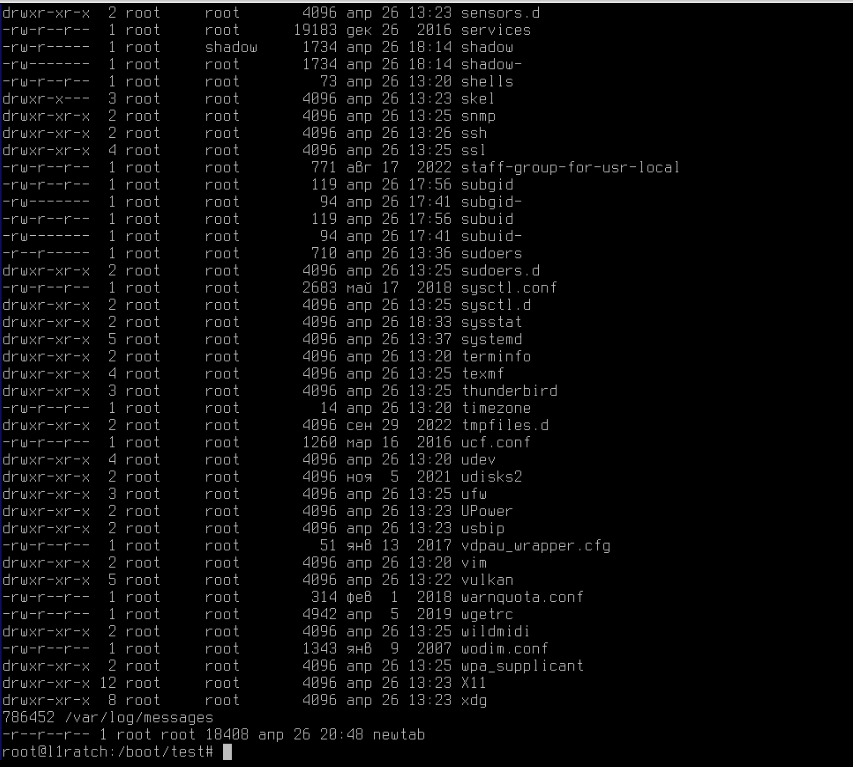 drwxr-xr-x  2 root     root       4096 апр 26 13:23 sensors.d
-rw-r--r--  1 root     root      19183 дек 26  2016 services
-rw-r-----  1 root     shadow     1734 апр 26 18:14 shadow
-rw-------  1 root     root       1734 апр 26 18:14 shadow-
-rw-r--r--  1 root     root         73 апр 26 13:20 shells
drwxr-x---  3 root     root       4096 апр 26 13:23 skel
drwxr-xr-x  2 root     root       4096 апр 26 13:25 snmp
drwxr-xr-x  2 root     root       4096 апр 26 13:26 ssh
drwxr-xr-x  4 root     root       4096 апр 26 13:25 ssl
-rw-r--r--  1 root     root        771 авг 17  2022 staff-group-for-usr-local
-rw-r--r--  1 root     root        119 апр 26 17:56 subgid
-rw-------  1 root     root         94 апр 26 17:41 subgid-
-rw-r--r--  1 root     root        119 апр 26 17:56 subuid
-rw-------  1 root     root         94 апр 26 17:41 subuid-
-r--r-----  1 root     root        710 апр 26 13:36 sudoers
drwxr-xr-x  2 root     root       4096 апр 26 13:25 sudoers.d
-rw-r--r--  1 root     root       2683 май 17  2018 sysctl.conf
drwxr-xr-x  2 root     root       4096 апр 26 13:25 sysctl.d
drwxr-xr-x  2 root     root       4096 апр 26 18:33 sysstat
drwxr-xr-x  5 root     root       4096 апр 26 13:37 systemd
drwxr-xr-x  2 root     root       4096 апр 26 13:20 terminfo
drwxr-xr-x  4 root     root       4096 апр 26 13:25 texmf
drwxr-xr-x  3 root     root       4096 апр 26 13:25 thunderbird
-rw-r--r--  1 root     root         14 апр 26 13:20 timezone
drwxr-xr-x  2 root     root       4096 сен 29  2022 tmpfiles.d
-rw-r--r--  1 root     root       1260 мар 16  2016 ucf.conf
drwxr-xr-x  4 root     root       4096 апр 26 13:20 udev
drwxr-xr-x  2 root     root       4096 ноя  5  2021 udisks2
drwxr-xr-x  3 root     root       4096 апр 26 13:25 ufw
drwxr-xr-x  2 root     root       4096 апр 26 13:23 UPower
drwxr-xr-x  2 root     root       4096 апр 26 13:23 usbip
-rw-r--r--  1 root     root         51 янв 13  2017 vdpau_wrapper.cfg
drwxr-xr-x  2 root     root       4096 апр 26 13:20 vim
drwxr-xr-x  5 root     root       4096 апр 26 13:22 vulkan
-rw-r--r--  1 root     root        314 фев  1  2018 warnquota.conf
-rw-r--r--  1 root     root       4942 апр  5  2019 wgetrc
drwxr-xr-x  2 root     root       4096 апр 26 13:25 wildmidi
-rw-r--r--  1 root     root       1343 янв  9  2007 wodim.conf
drwxr-xr-x  2 root     root       4096 апр 26 13:25 wpa_supplicant
drwxr-xr-x 12 root     root       4096 апр 26 13:23 X11
drwxr-xr-x  8 root     root       4096 апр 26 13:23 xdg
786452 /var/log/messages
-r--r--r-- 1 root root 18408 апр 26 20:48 newtab
root@l1ratch:/boot/test#